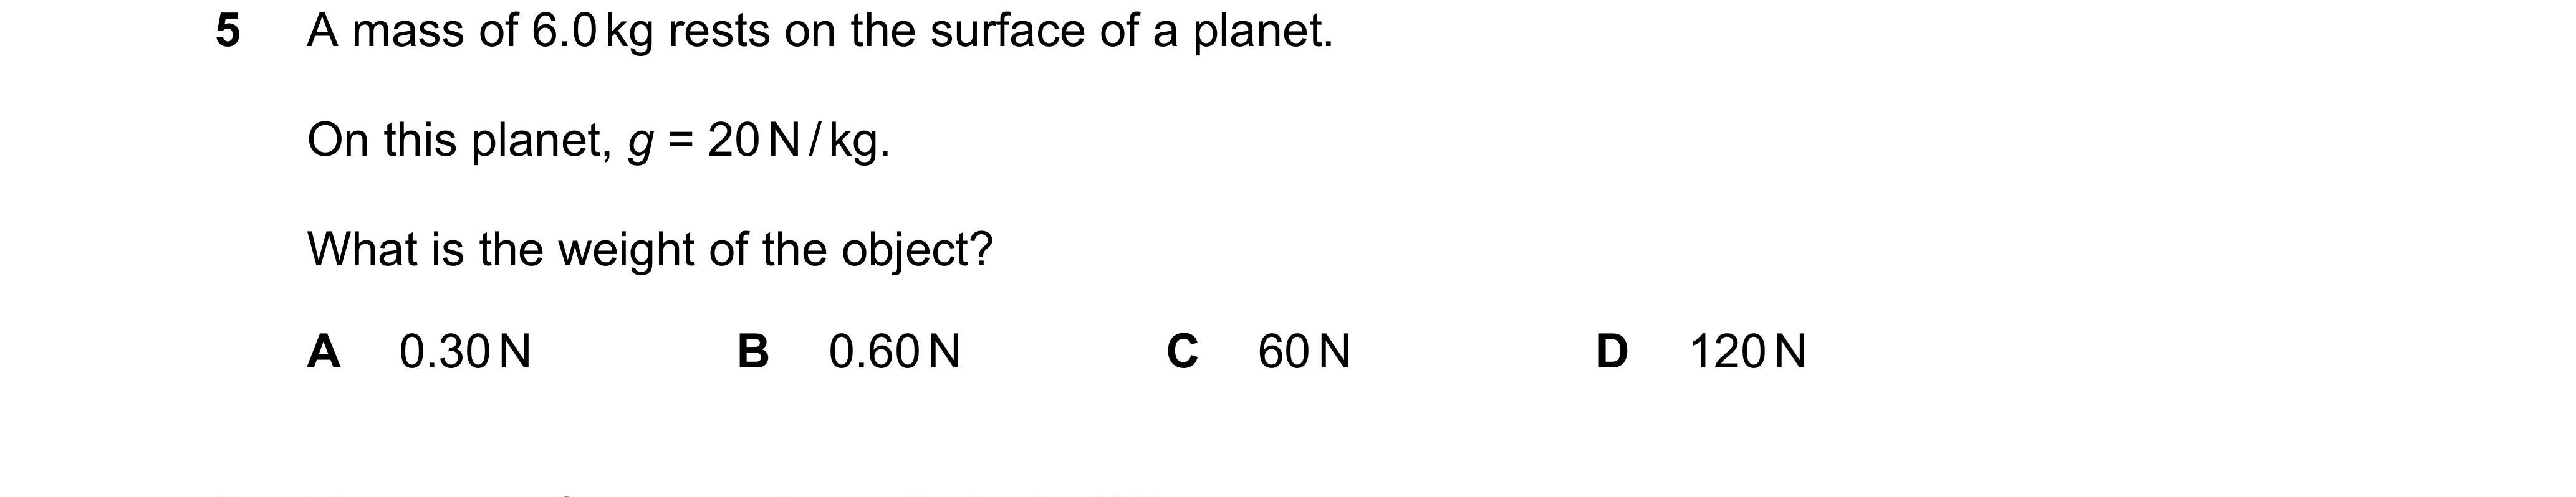 5 A mass of 6.0 kg rests on the surface of a planet.
On this planet, g = 20 N / kg.
What is the weight of the object?
A 0.30 N B 0.60 N C 60 N D 120 N